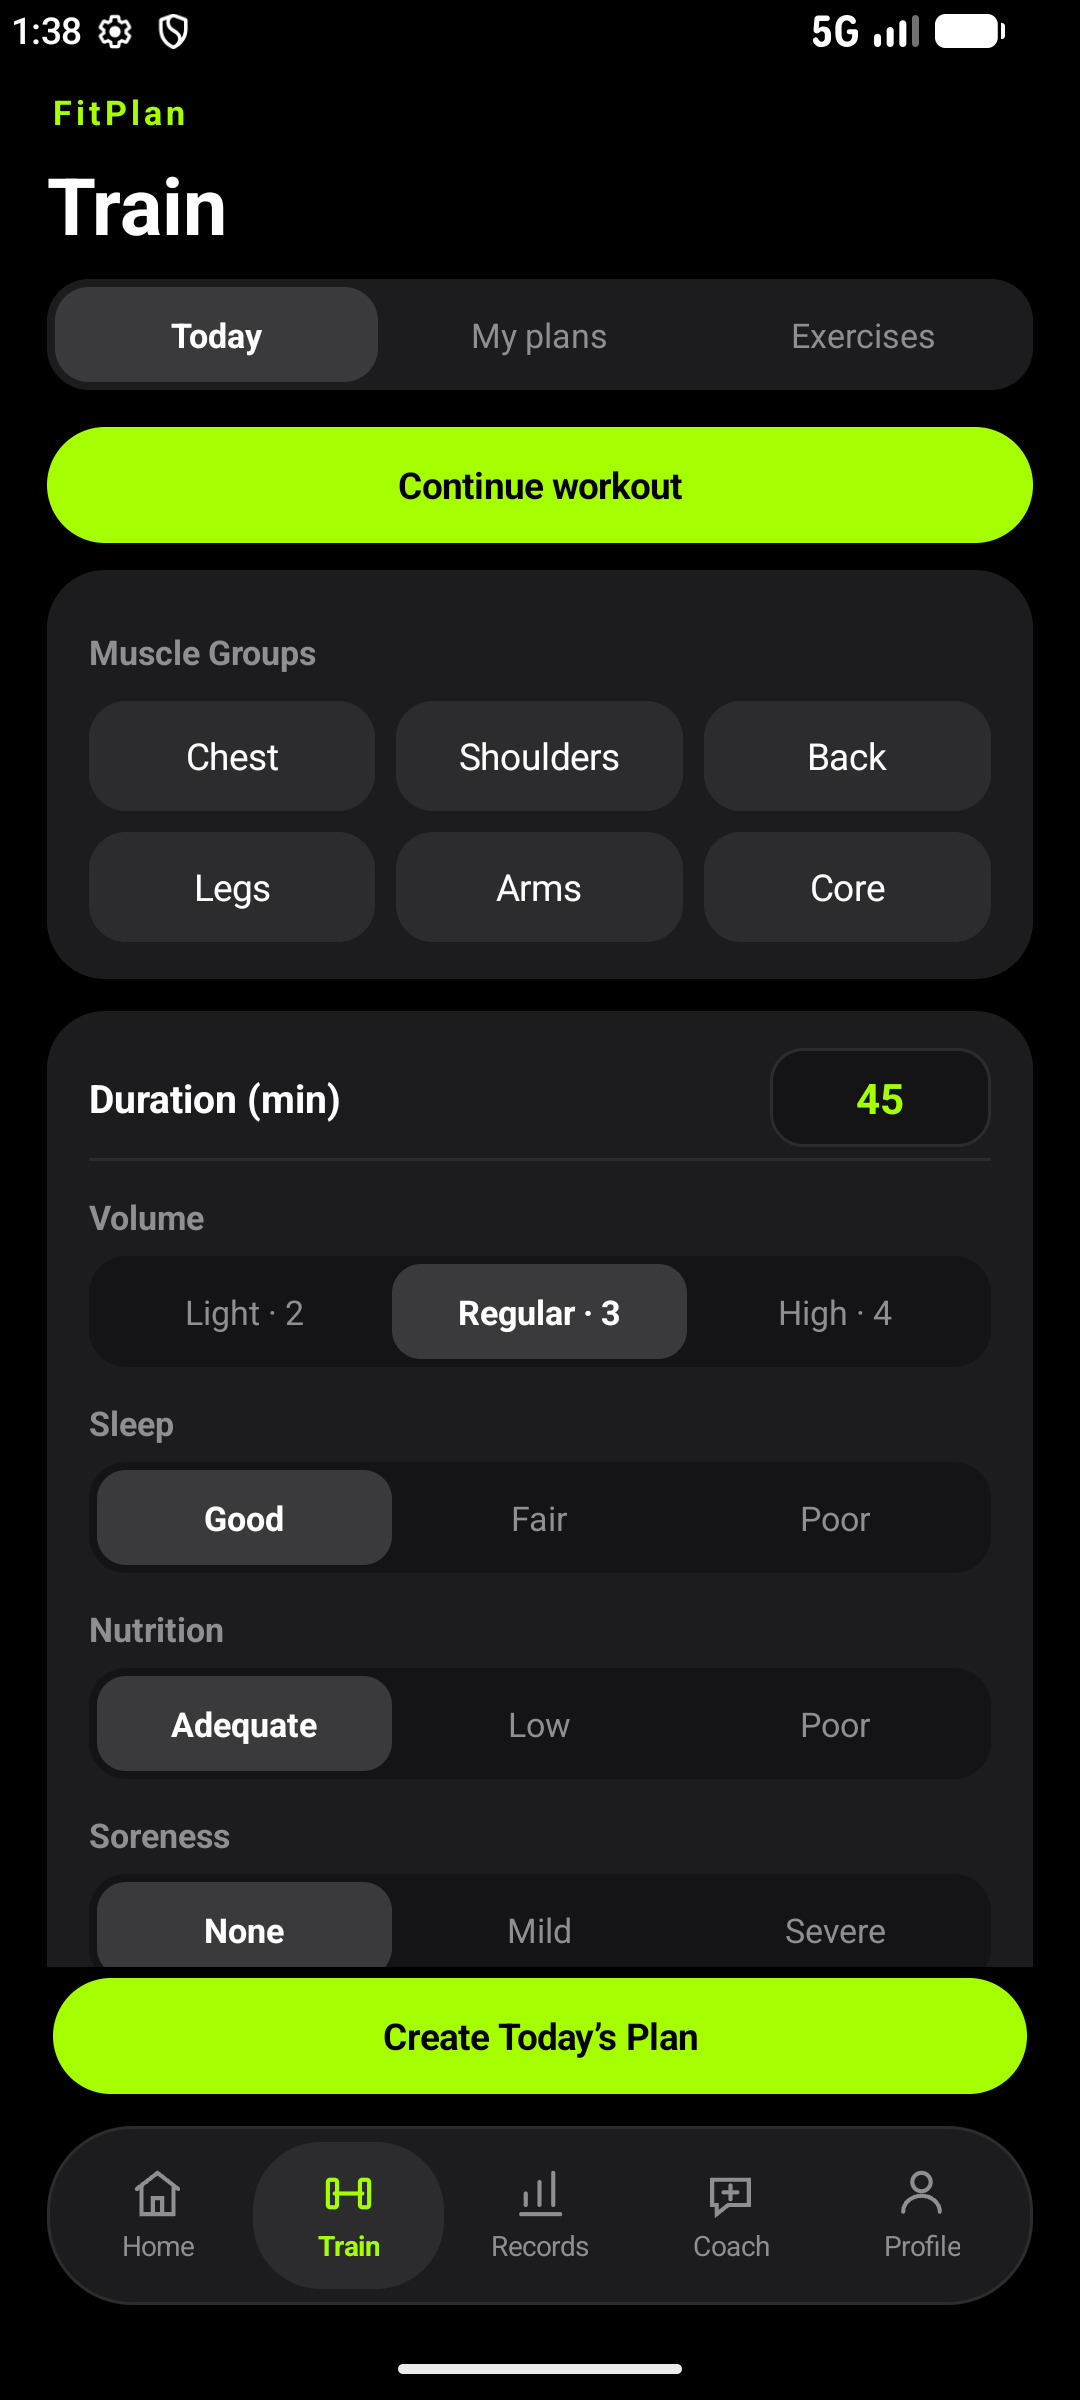 1:38 5G
FitPlan
Train
Today My plans Exercises
Continue workout
Muscle Groups
Chest Shoulders Back
Legs Arms Core
Duration (min) 45
Volume
Light · 2 Regular · 3 High · 4
Sleep
Good Fair Poor
Nutrition
Adequate Low Poor
Soreness
None Mild Severe
Create Today’s Plan
Home Train Records Coach Profile